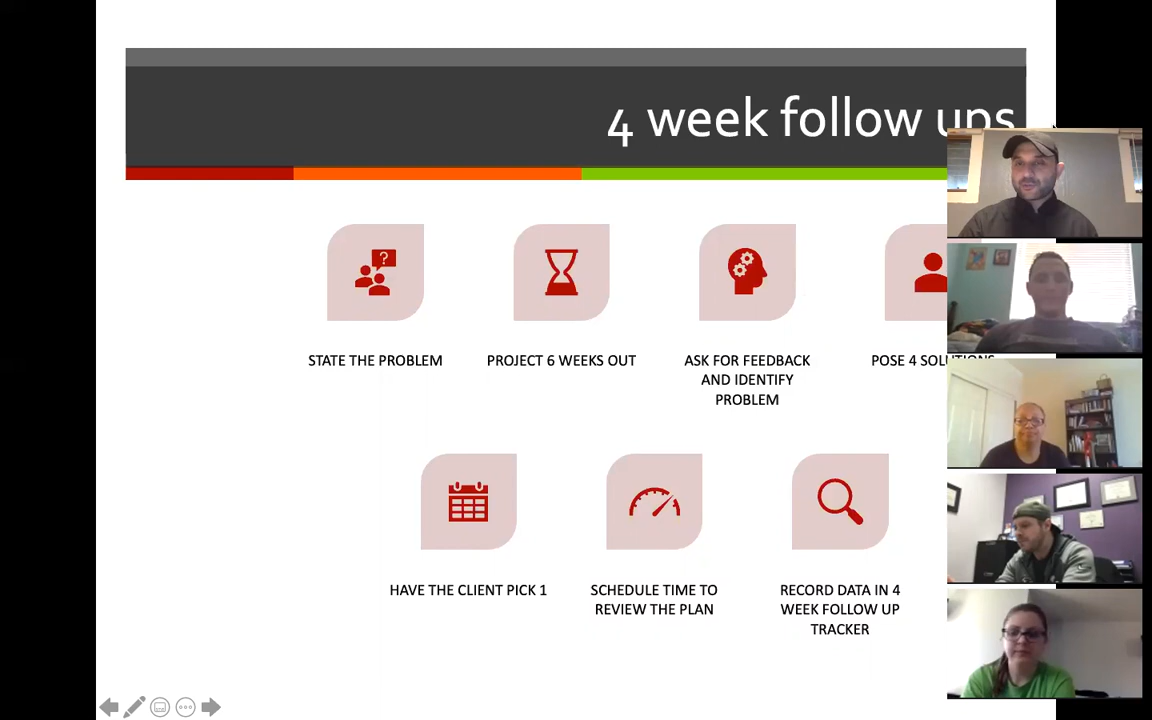 4 week follow ups
?
STATE THE PROBLEM
PROJECT 6 WEEKS OUT
ASK FOR FEEDBACK
AND IDENTIFY
PROBLEM
POSE 4 SOLUTIONS
HAVE THE CLIENT PICK 1
SCHEDULE TIME TO
REVIEW THE PLAN
RECORD DATA IN 4
WEEK FOLLOW UP
TRACKER